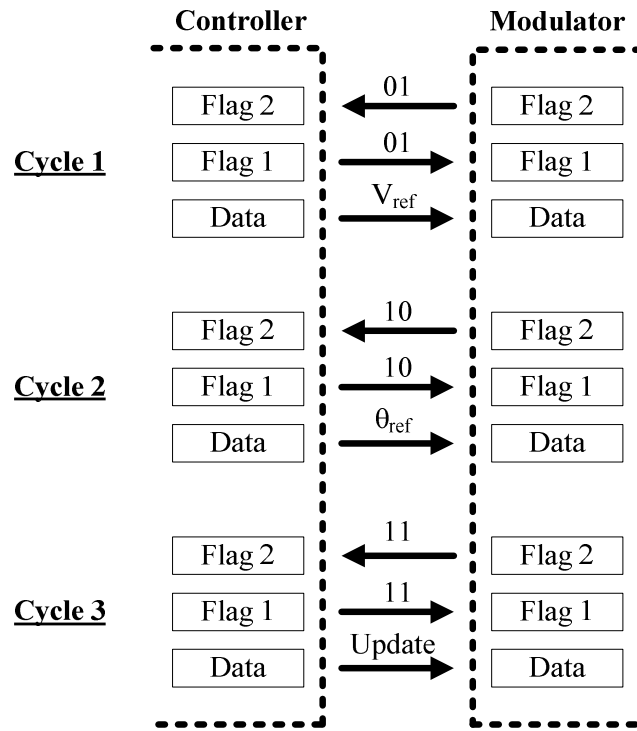 Controller Modulator
Flag 2 01 Flag 2
Cycle 1 Flag 1 01 Flag 1
Data Vref Data
Flag 2 10 Flag 2
Cycle 2 Flag 1 10 Flag 1
Data θref Data
Flag 2 11 Flag 2
Cycle 3 Flag 1 11 Flag 1
Data Update Data